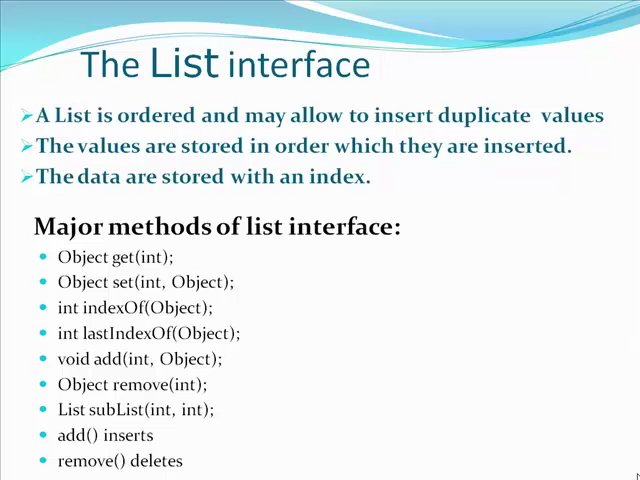 The List interface
A List is ordered and may allow to insert duplicate values
The values are stored in order which they are inserted.
The data are stored with an index.
Major methods of list interface:
Object get(int);
Object set(int, Object);
int indexOf(Object);
int lastIndexOf(Object);
void add(int, Object);
Object remove(int);
List subList(int, int);
add() inserts
remove() deletes